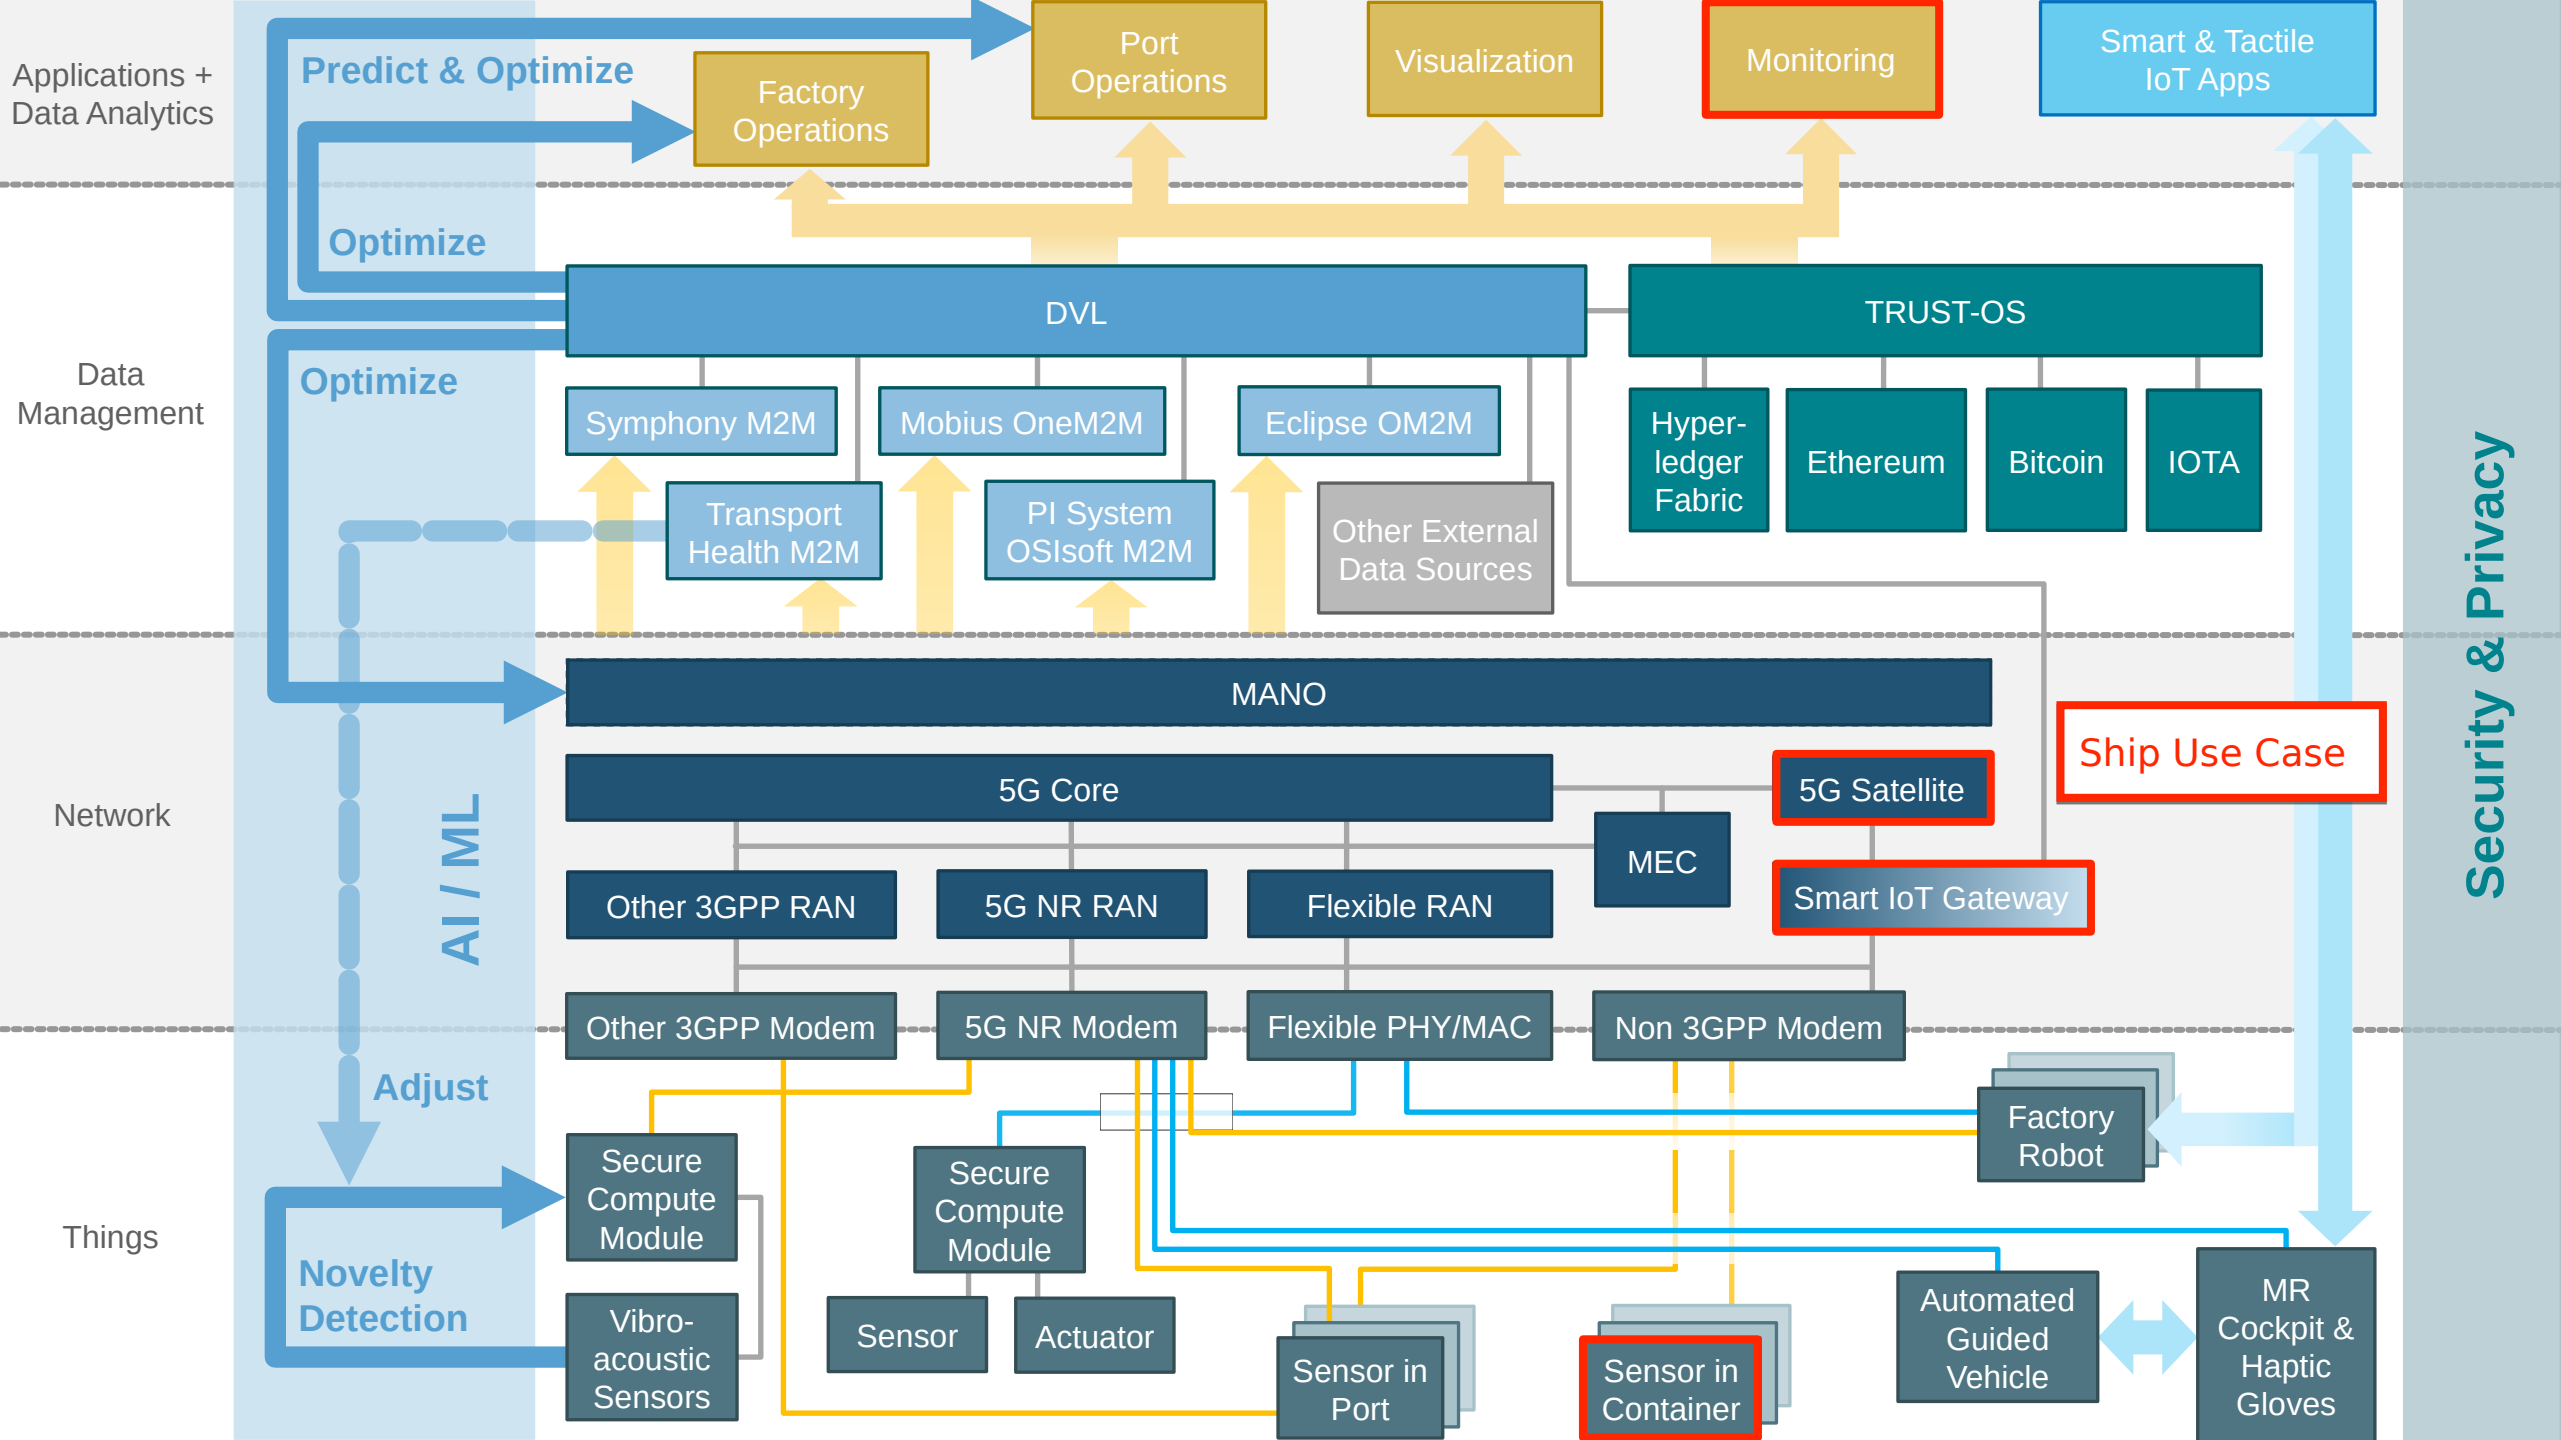 Applications +
Data Analytics
Predict & Optimize
Factory
Operations
Port
Operations
Visualization
Monitoring
Smart & Tactile
IoT Apps
Data
Management
Optimize
Optimize
DVL
TRUST-OS
Symphony M2M
Mobius OneM2M
Eclipse OM2M
Transport
Health M2M
PI System
OSIsoft M2M
Other External
Data Sources
Hyper-
ledger
Fabric
Ethereum
Bitcoin
IOTA
Security & Privacy
Network
AI / ML
MANO
Ship Use Case
5G Core
5G Satellite
MEC
Other 3GPP RAN
5G NR RAN
Flexible RAN
Smart IoT Gateway
Other 3GPP Modem
5G NR Modem
Flexible PHY/MAC
Non 3GPP Modem
Things
Adjust
Novelty
Detection
Secure
Compute
Module
Vibro-
acoustic
Sensors
Secure
Compute
Module
Sensor
Actuator
Sensor in
Port
Sensor in
Container
Factory
Robot
Automated
Guided
Vehicle
MR
Cockpit &
Haptic
Gloves